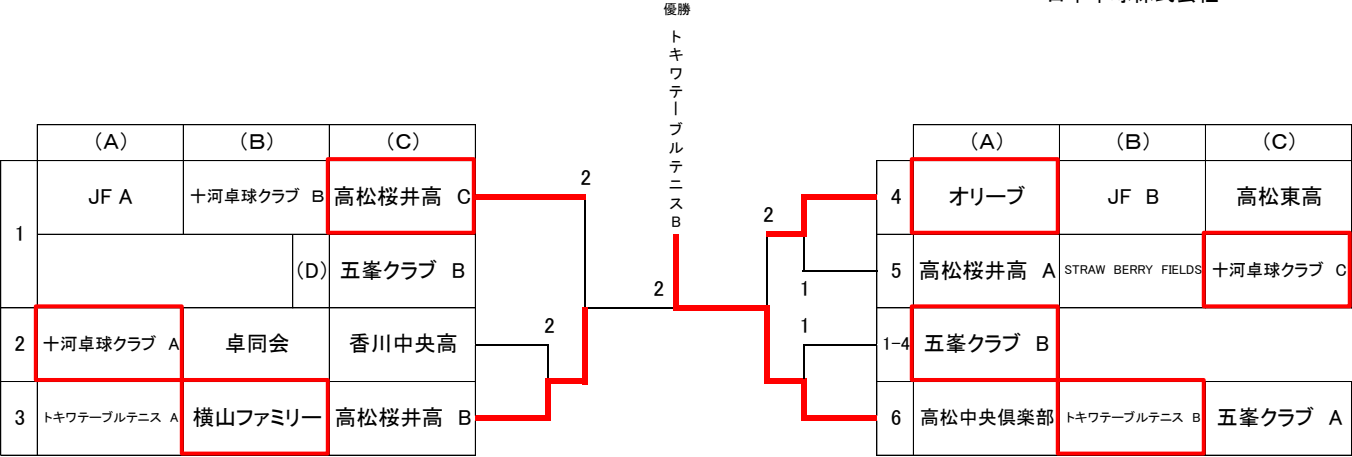 優勝
トキワテーブルテニスB
(A) (B) (C)
1 JF A 十河卓球クラブ B 高松桜井高 C
(D) 五峯クラブ B
2 十河卓球クラブ A 卓同会 香川中央高
3 トキワテーブルテニス A 横山ファミリー 高松桜井高 B
2
2
2
2
1
1
(A) (B) (C)
4 オリーブ JF B 高松東高
5 高松桜井高 A STRAW BERRY FIELDS 十河卓球クラブ C
1-4 五峯クラブ B
6 高松中央倶楽部 トキワテーブルテニス B 五峯クラブ A